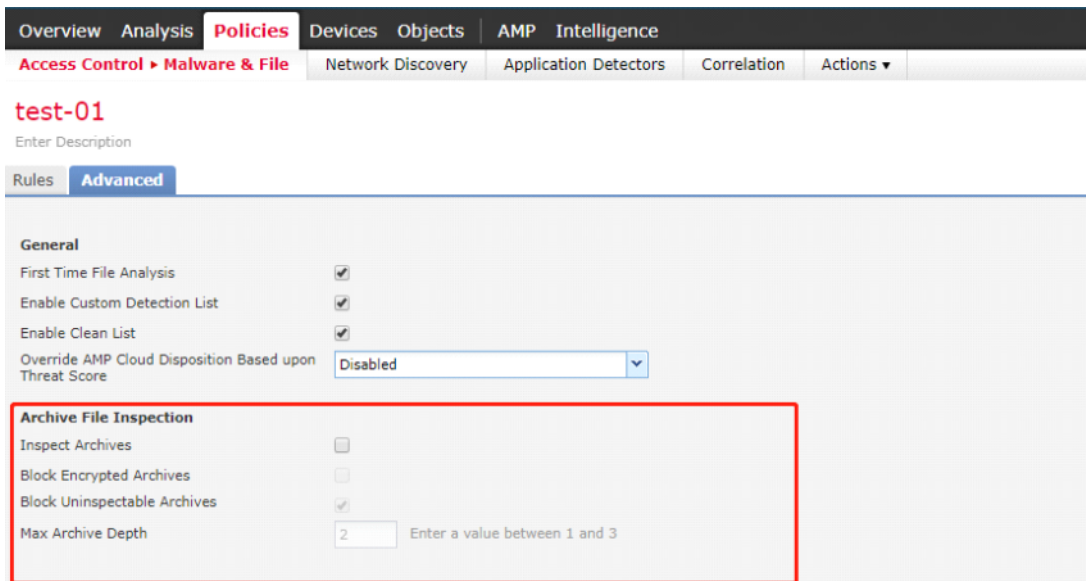 Overview Analysis Policies Devices Objects AMP Intelligence
Access Control ▸ Malware & File Network Discovery Application Detectors Correlation Actions ▾
test-01
Enter Description
Rules Advanced
General
First Time File Analysis
Enable Custom Detection List
Enable Clean List
Override AMP Cloud Disposition Based upon
Threat Score
Disabled
Archive File Inspection
Inspect Archives
Block Encrypted Archives
Block Uninspectable Archives
Max Archive Depth 2 Enter a value between 1 and 3